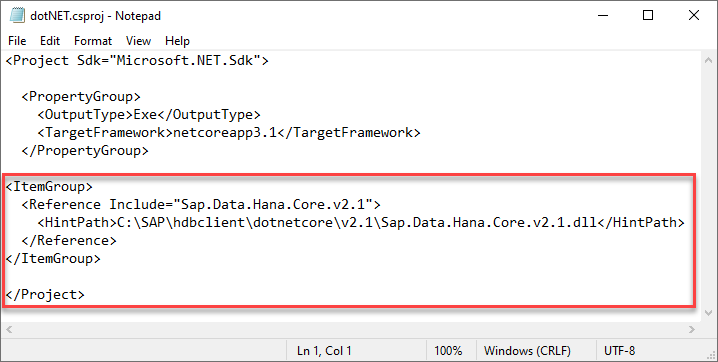 dotNET.csproj - Notepad
File Edit Format View Help
<Project Sdk="Microsoft.NET.Sdk">
  <PropertyGroup>
    <OutputType>Exe</OutputType>
    <TargetFramework>netcoreapp3.1</TargetFramework>
  </PropertyGroup>
<ItemGroup>
  <Reference Include="Sap.Data.Hana.Core.v2.1">
    <HintPath>C:\SAP\hdbclient\dotnetcore\v2.1\Sap.Data.Hana.Core.v2.1.dll</HintPath>
  </Reference>
</ItemGroup>
</Project>
Ln 1, Col 1 100% Windows (CRLF) UTF-8